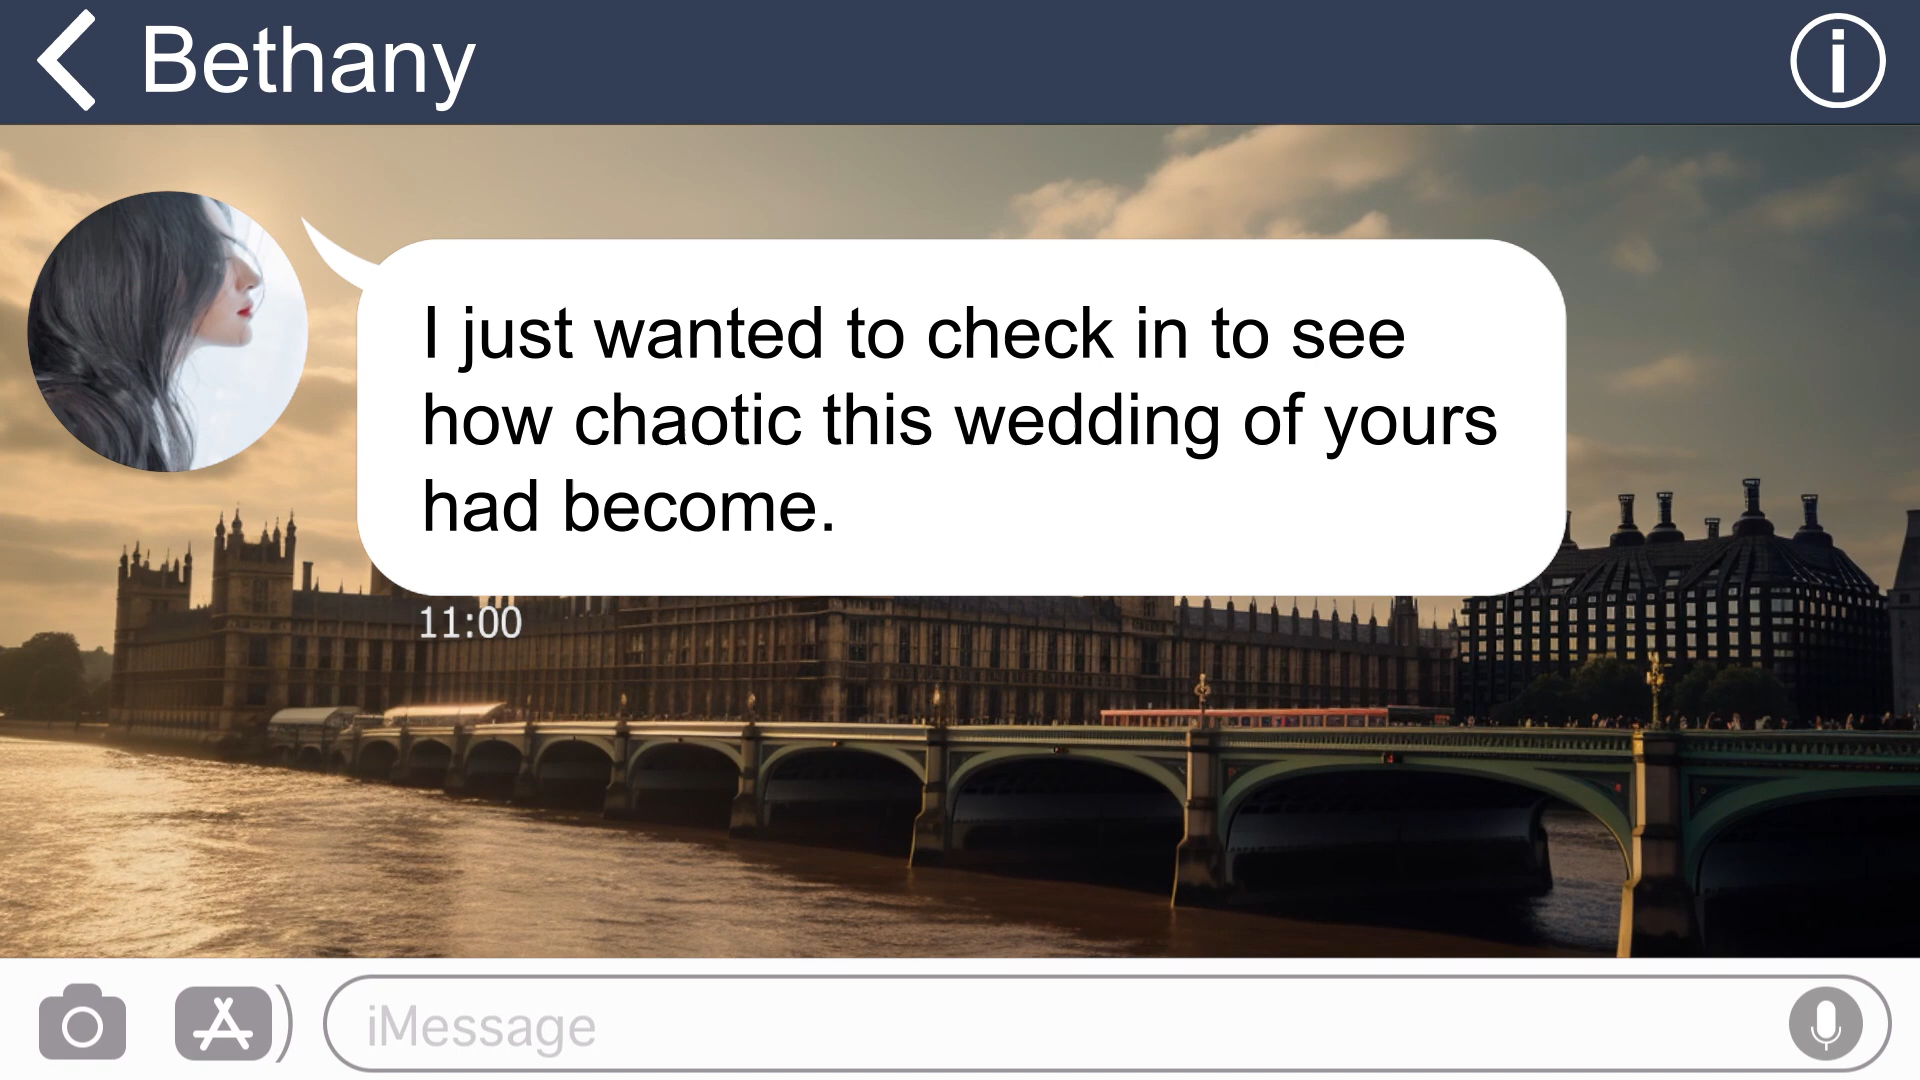 Bethany
I just wanted to check in to see
how chaotic this wedding of yours
had become.
11:00
iMessage